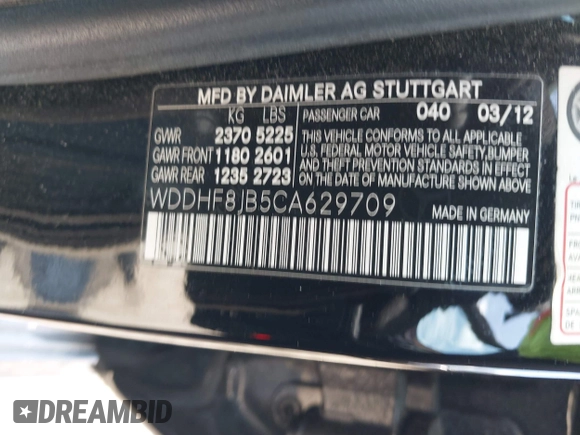 MFD BY DAIMLER AG STUTTGART
KG LBS PASSENGER CAR 040 03/12
GVWR 2370 5225
GAWR FRONT 1180 2601
GAWR REAR 1235 2723
THIS VEHICLE CONFORMS TO ALL APPLICABLE
U.S. FEDERAL MOTOR VEHICLE SAFETY, BUMPER
AND THEFT PREVENTION STANDARDS IN EFFECT
ON THE DATE OF MANUFACTURE SHOWN ABOVE.
WDDHF8JB5CA629709
MADE IN GERMANY
DREAMBID